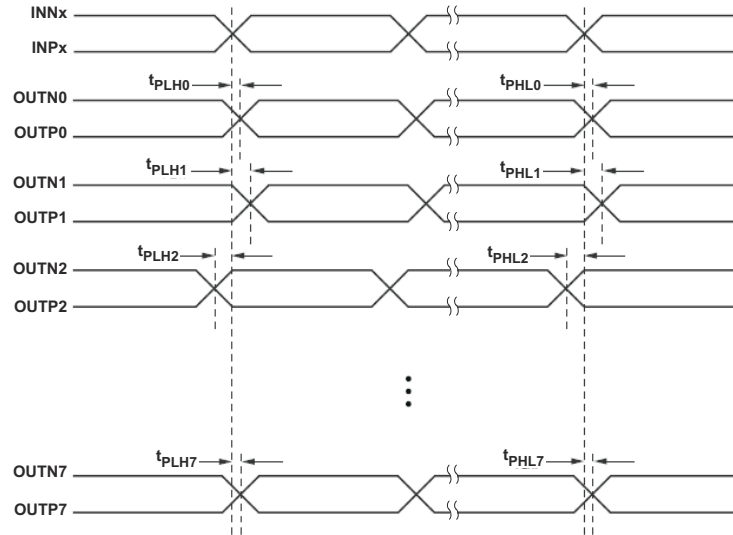 INNx
INPx
tPLH0
tPHL0
OUTN0
OUTP0
tPLH1
tPHL1
OUTN1
OUTP1
tPLH2
tPHL2
OUTN2
OUTP2
tPLH7
tPHL7
OUTN7
OUTP7